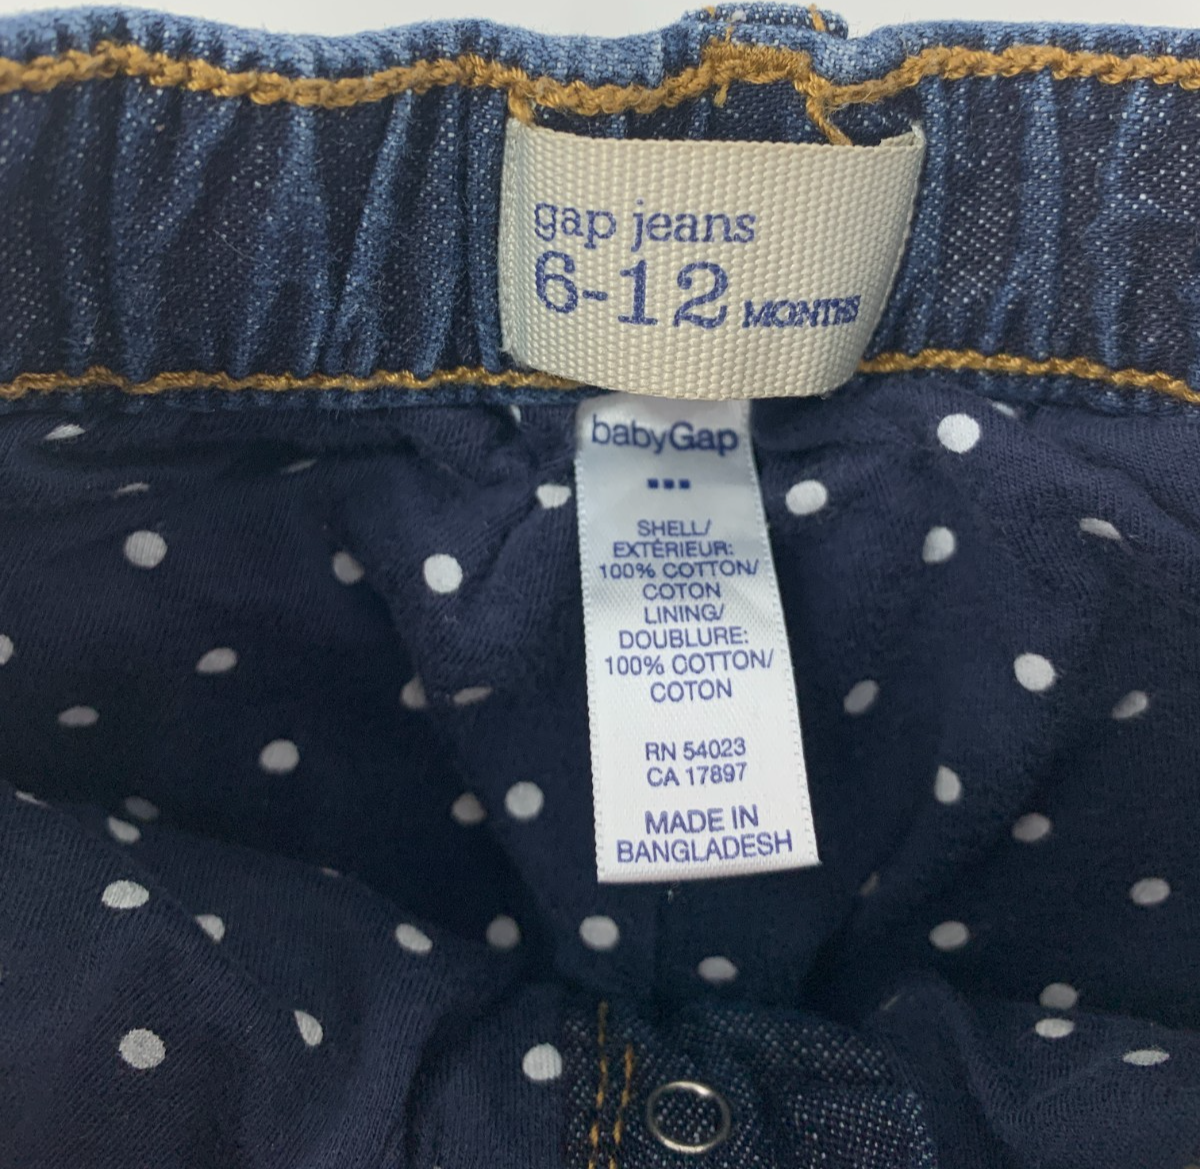 gap jeans
6-12 MONTHS
babyGap
SHELL/
EXTÉRIEUR:
100% COTTON/
COTON
LINING/
DOUBLURE:
100% COTTON/
COTON
RN 54023
CA 17897
MADE IN
BANGLADESH